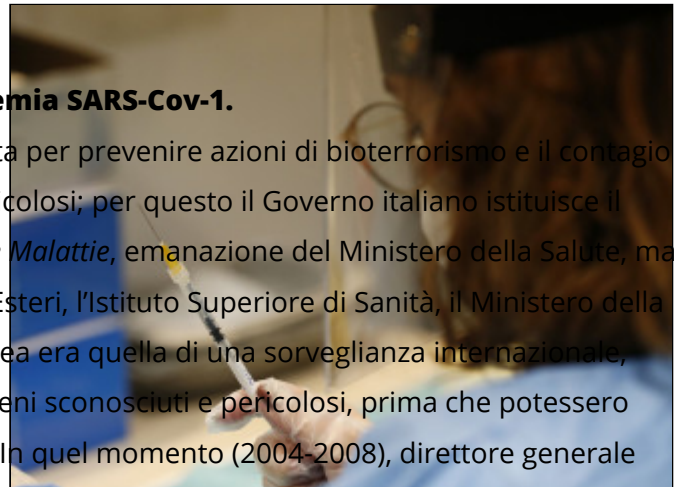 emia SARS-Cov-1.
ta per prevenire azioni di bioterrorismo e il contagio
colosi; per questo il Governo italiano istituisce il
e Malattie, emanazione del Ministero della Salute, ma
Esteri, l'Istituto Superiore di Sanità, il Ministero della
ea era quella di una sorveglianza internazionale,
eni sconosciuti e pericolosi, prima che potessero
In quel momento (2004-2008), direttore generale